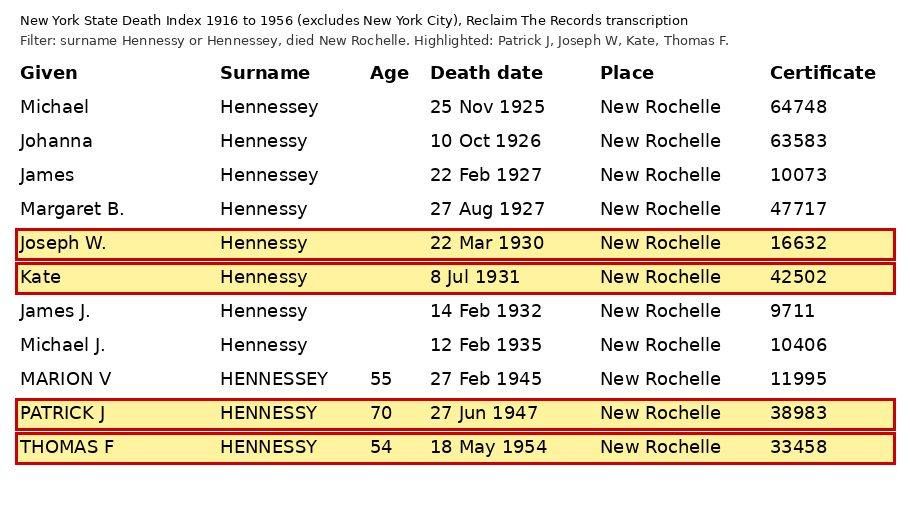 New York State Death Index 1916 to 1956 (excludes New York City), Reclaim The Records transcription
Filter: surname Hennessy or Hennessey, died New Rochelle. Highlighted: Patrick J, Joseph W, Kate, Thomas F.
Given Surname Age Death date Place Certificate
Michael Hennessey 25 Nov 1925 New Rochelle 64748
Johanna Hennessy 10 Oct 1926 New Rochelle 63583
James Hennessey 22 Feb 1927 New Rochelle 10073
Margaret B. Hennessy 27 Aug 1927 New Rochelle 47717
Joseph W. Hennessy 22 Mar 1930 New Rochelle 16632
Kate Hennessy 8 Jul 1931 New Rochelle 42502
James J. Hennessy 14 Feb 1932 New Rochelle 9711
Michael J. Hennessy 12 Feb 1935 New Rochelle 10406
MARION V HENNESSEY 55 27 Feb 1945 New Rochelle 11995
PATRICK J HENNESSY 70 27 Jun 1947 New Rochelle 38983
THOMAS F HENNESSY 54 18 May 1954 New Rochelle 33458